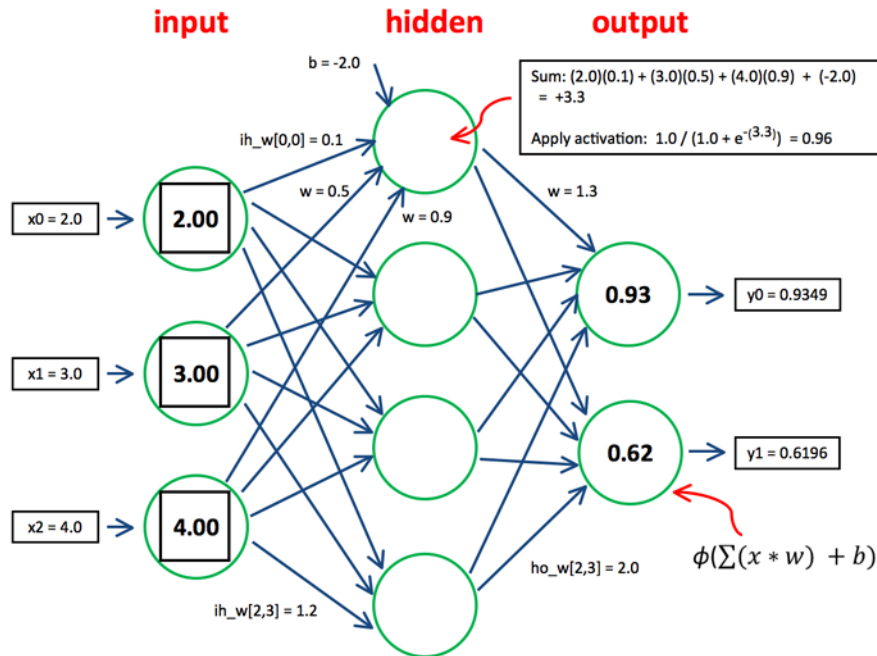 input hidden output
b = -2.0
Sum: (2.0)(0.1) + (3.0)(0.5) + (4.0)(0.9) + (-2.0)
= +3.3
Apply activation: 1.0 / (1.0 + e^-(3.3)) = 0.96
ih_w[0,0] = 0.1
w = 0.5
w = 0.9
w = 1.3
x0 = 2.0
2.00
0.93
y0 = 0.9349
x1 = 3.0
3.00
0.62
y1 = 0.6196
x2 = 4.0
4.00
ϕ(∑(x * w) + b)
ho_w[2,3] = 2.0
ih_w[2,3] = 1.2